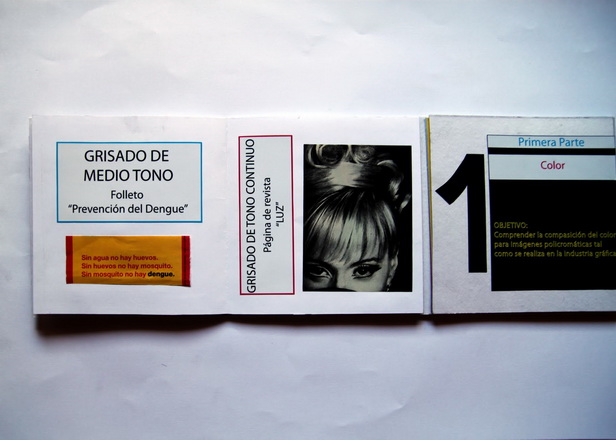 GRISADO DE
MEDIO TONO
Folleto
"Prevención del Dengue"
Sin agua no hay huevos.
Sin huevos no hay mosquito.
Sin mosquito no hay dengue.
GRISADO DE TONO CONTINUO
Página de revista
"LUZ"
1
Primera Parte
Color
OBJETIVO:
Comprender la compasición del color
para imágenes policromáticas tal
como se realiza en la industria gráfica